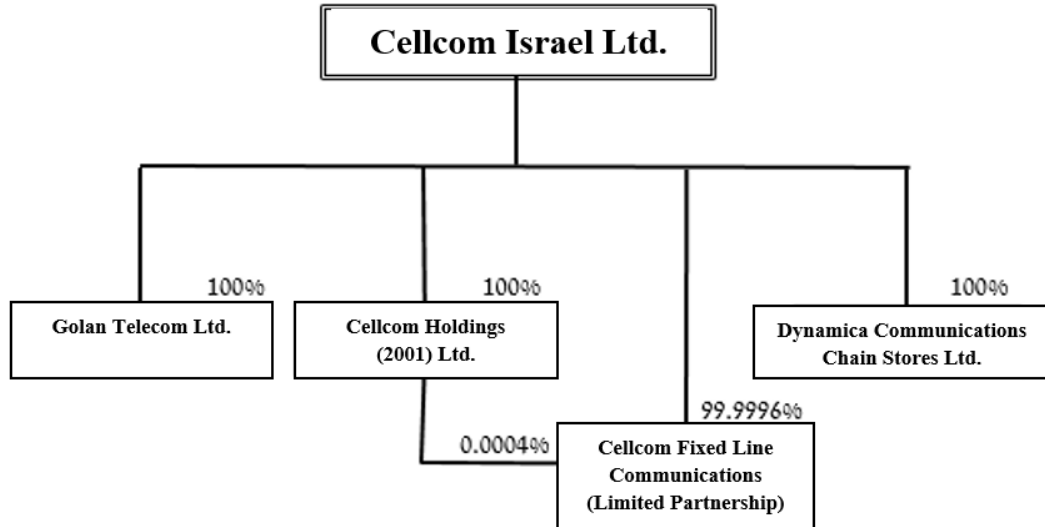 Cellcom Israel Ltd.
100%
100%
100%
Golan Telecom Ltd.
Cellcom Holdings
(2001) Ltd.
Dynamica Communications
Chain Stores Ltd.
99.9996%
0.0004%
Cellcom Fixed Line
Communications
(Limited Partnership)